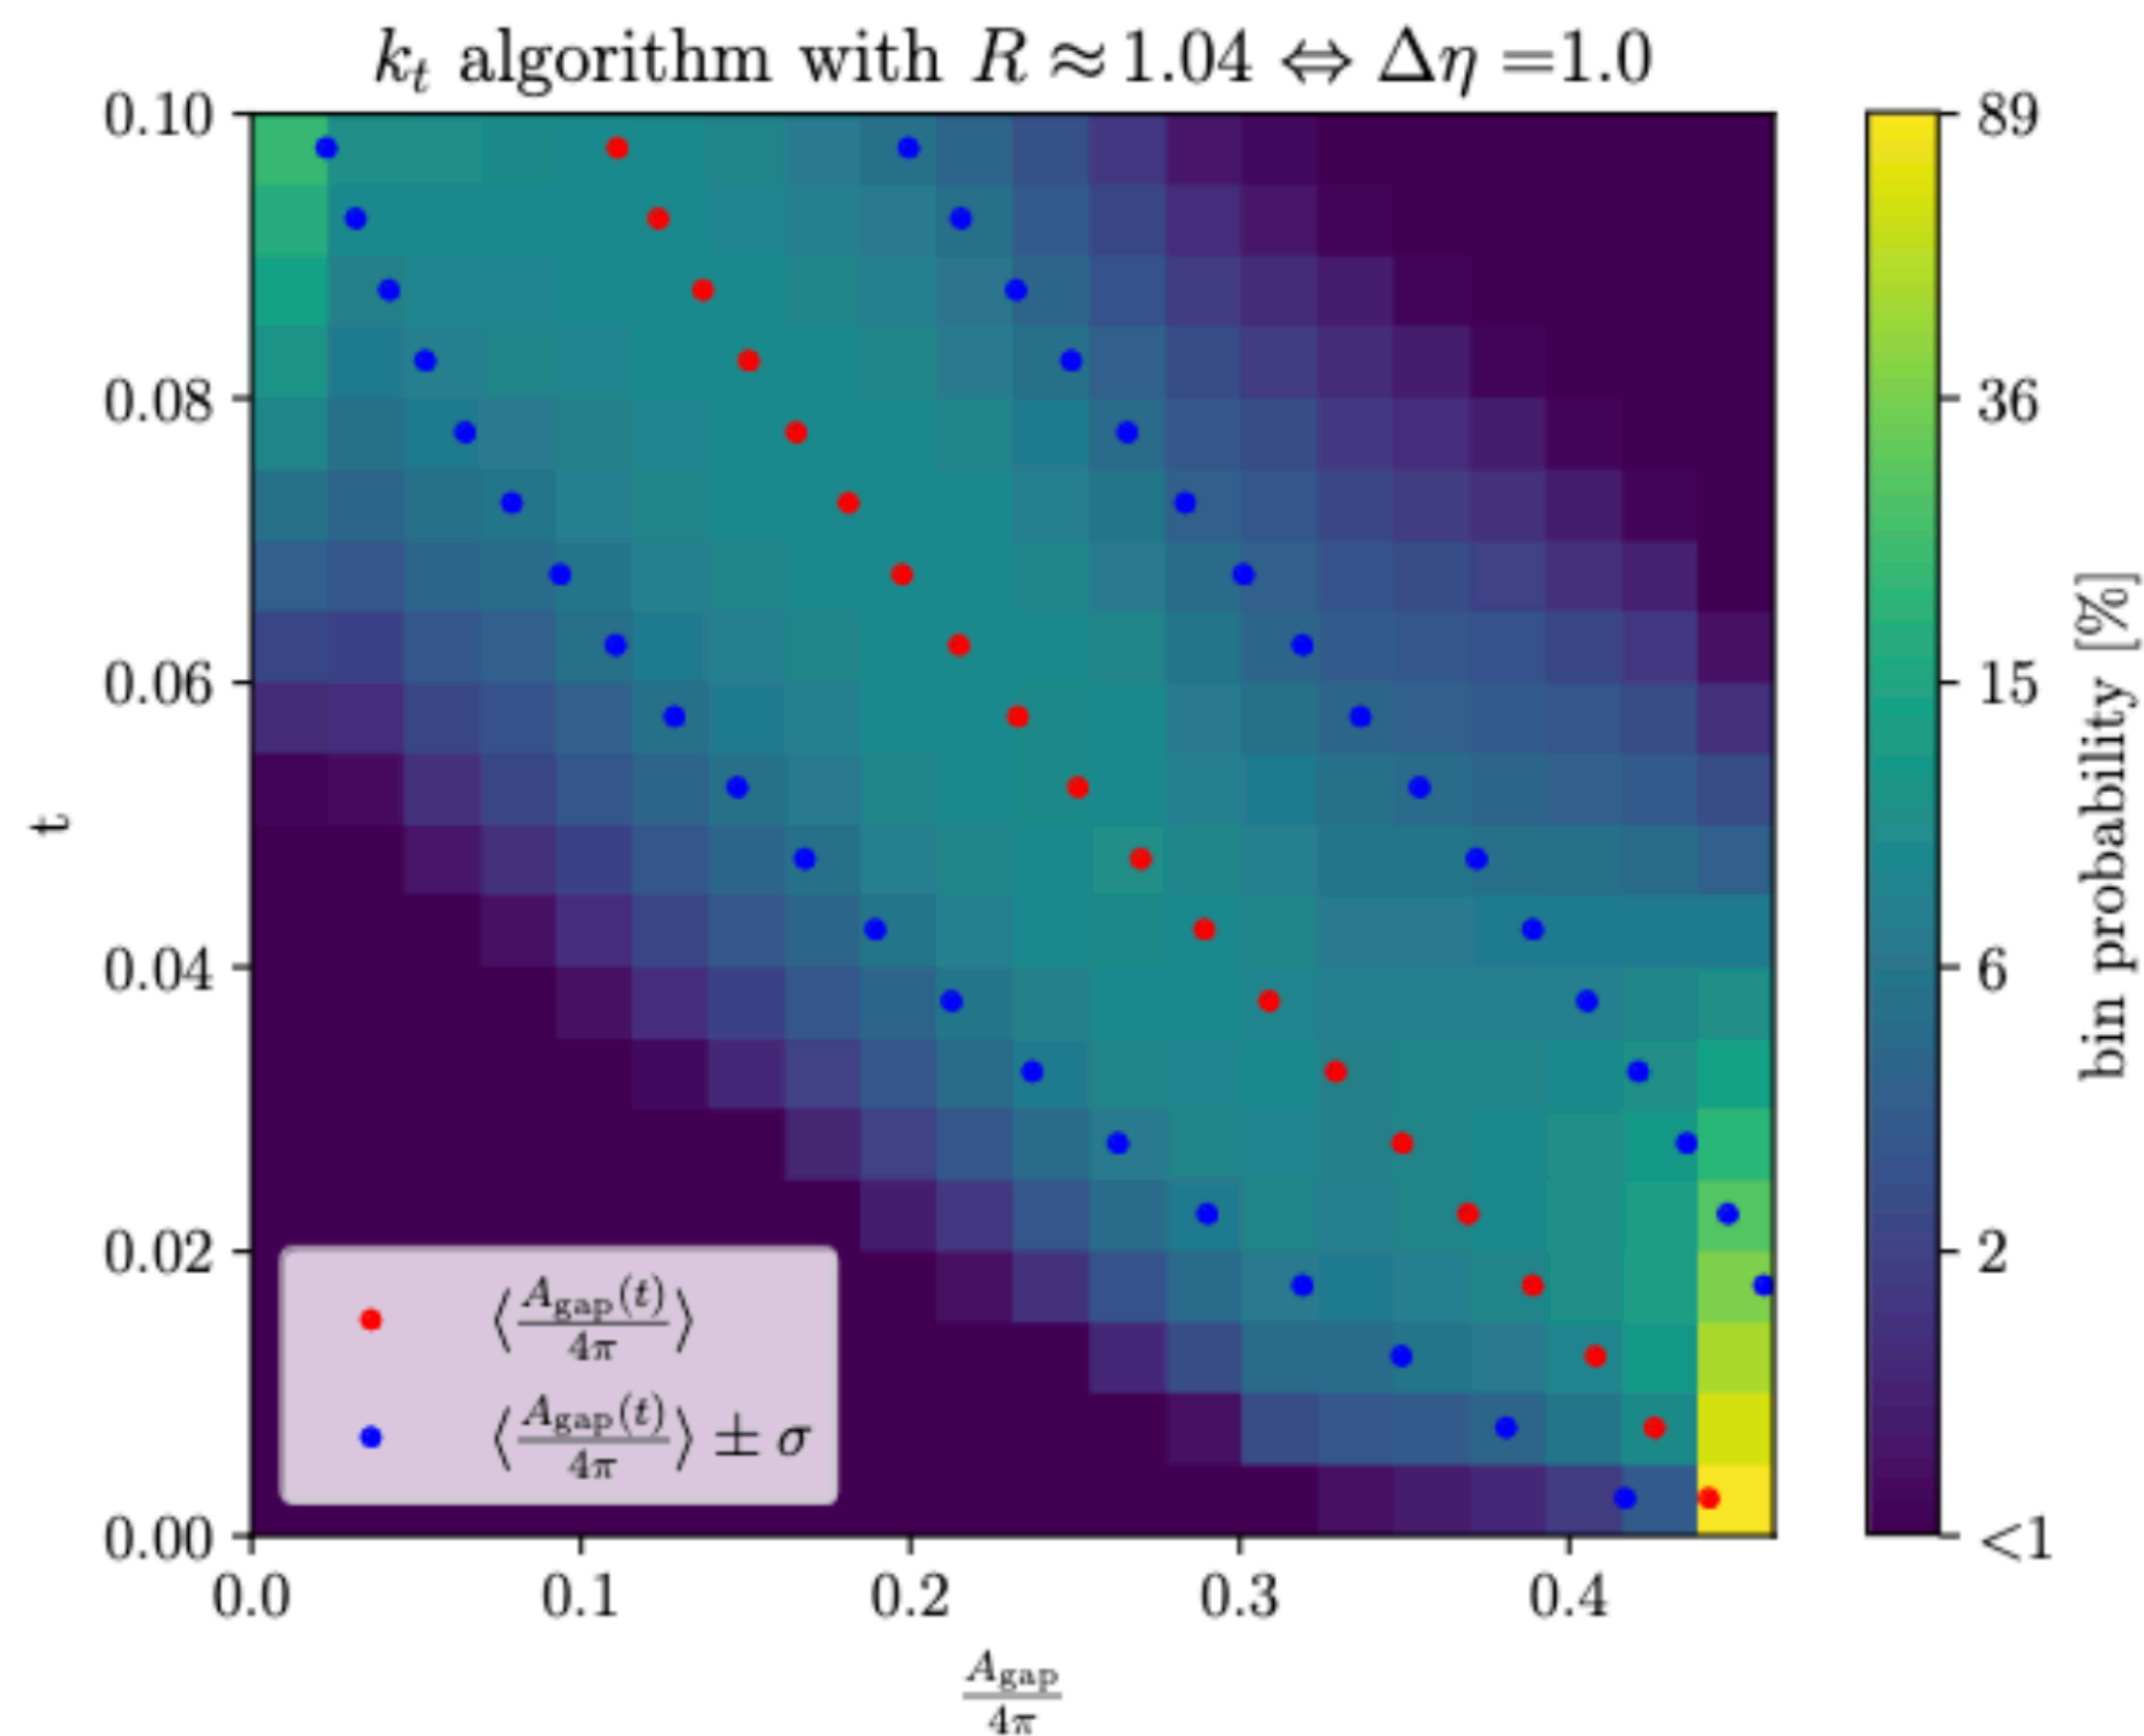 k_t algorithm with R ≈ 1.04 ⇔ Δη =1.0
0.10
0.08
0.06
0.04
0.02
0.00
t
⟨A_gap(t)/4π⟩
⟨A_gap(t)/4π⟩ ± σ
0.0 0.1 0.2 0.3 0.4
A_gap/4π
89
36
15
6
2
<1
bin probability [%]